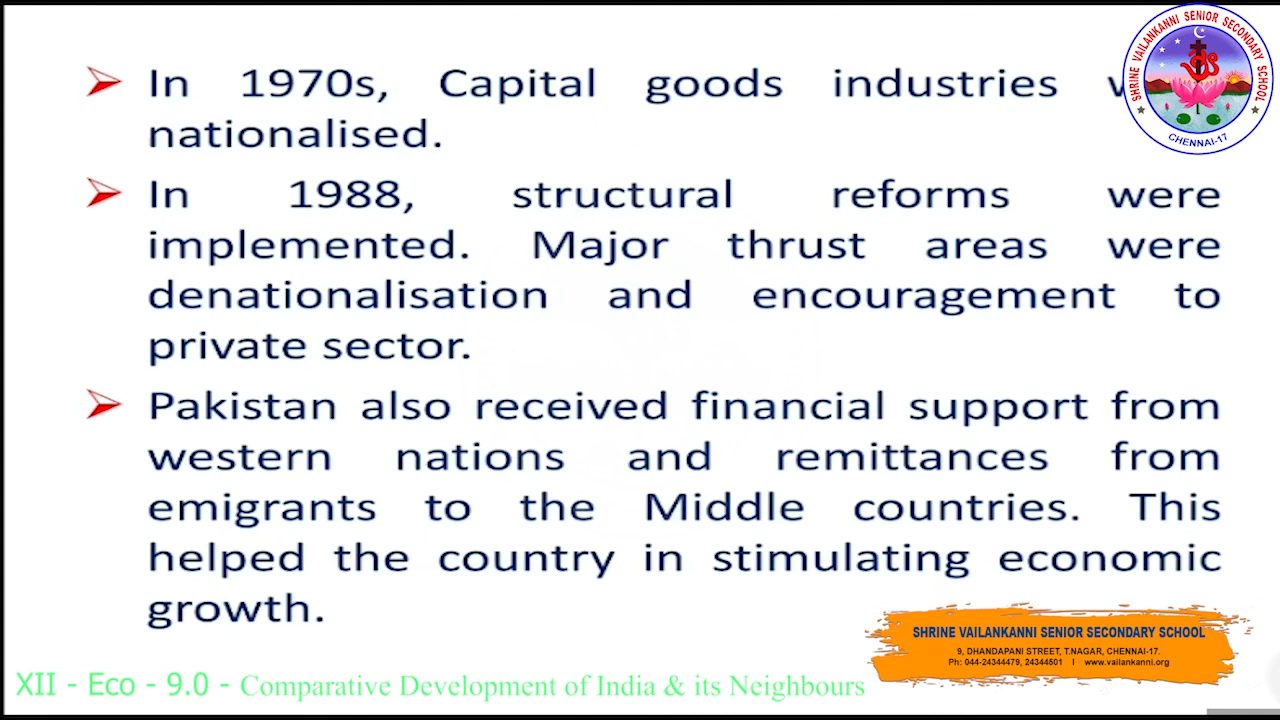 In 1970s, Capital goods industries
nationalised.
In 1988, structural reforms were
implemented. Major thrust areas were
denationalisation and encouragement to
private sector.
Pakistan also received financial support from
western nations and remittances from
emigrants to the Middle countries. This
helped the country in stimulating economic
growth.
SHRINE VAILANKANNI SENIOR SECONDARY SCHOOL
CHENNAI-17
SHRINE VAILANKANNI SENIOR SECONDARY SCHOOL
9, DHANDAPANI STREET, T.NAGAR, CHENNAI-17.
Ph: 044-24344479, 24344501 I www.vailankanni.org
XII - Eco - 9.0 - Comparative Development of India & its Neighbours